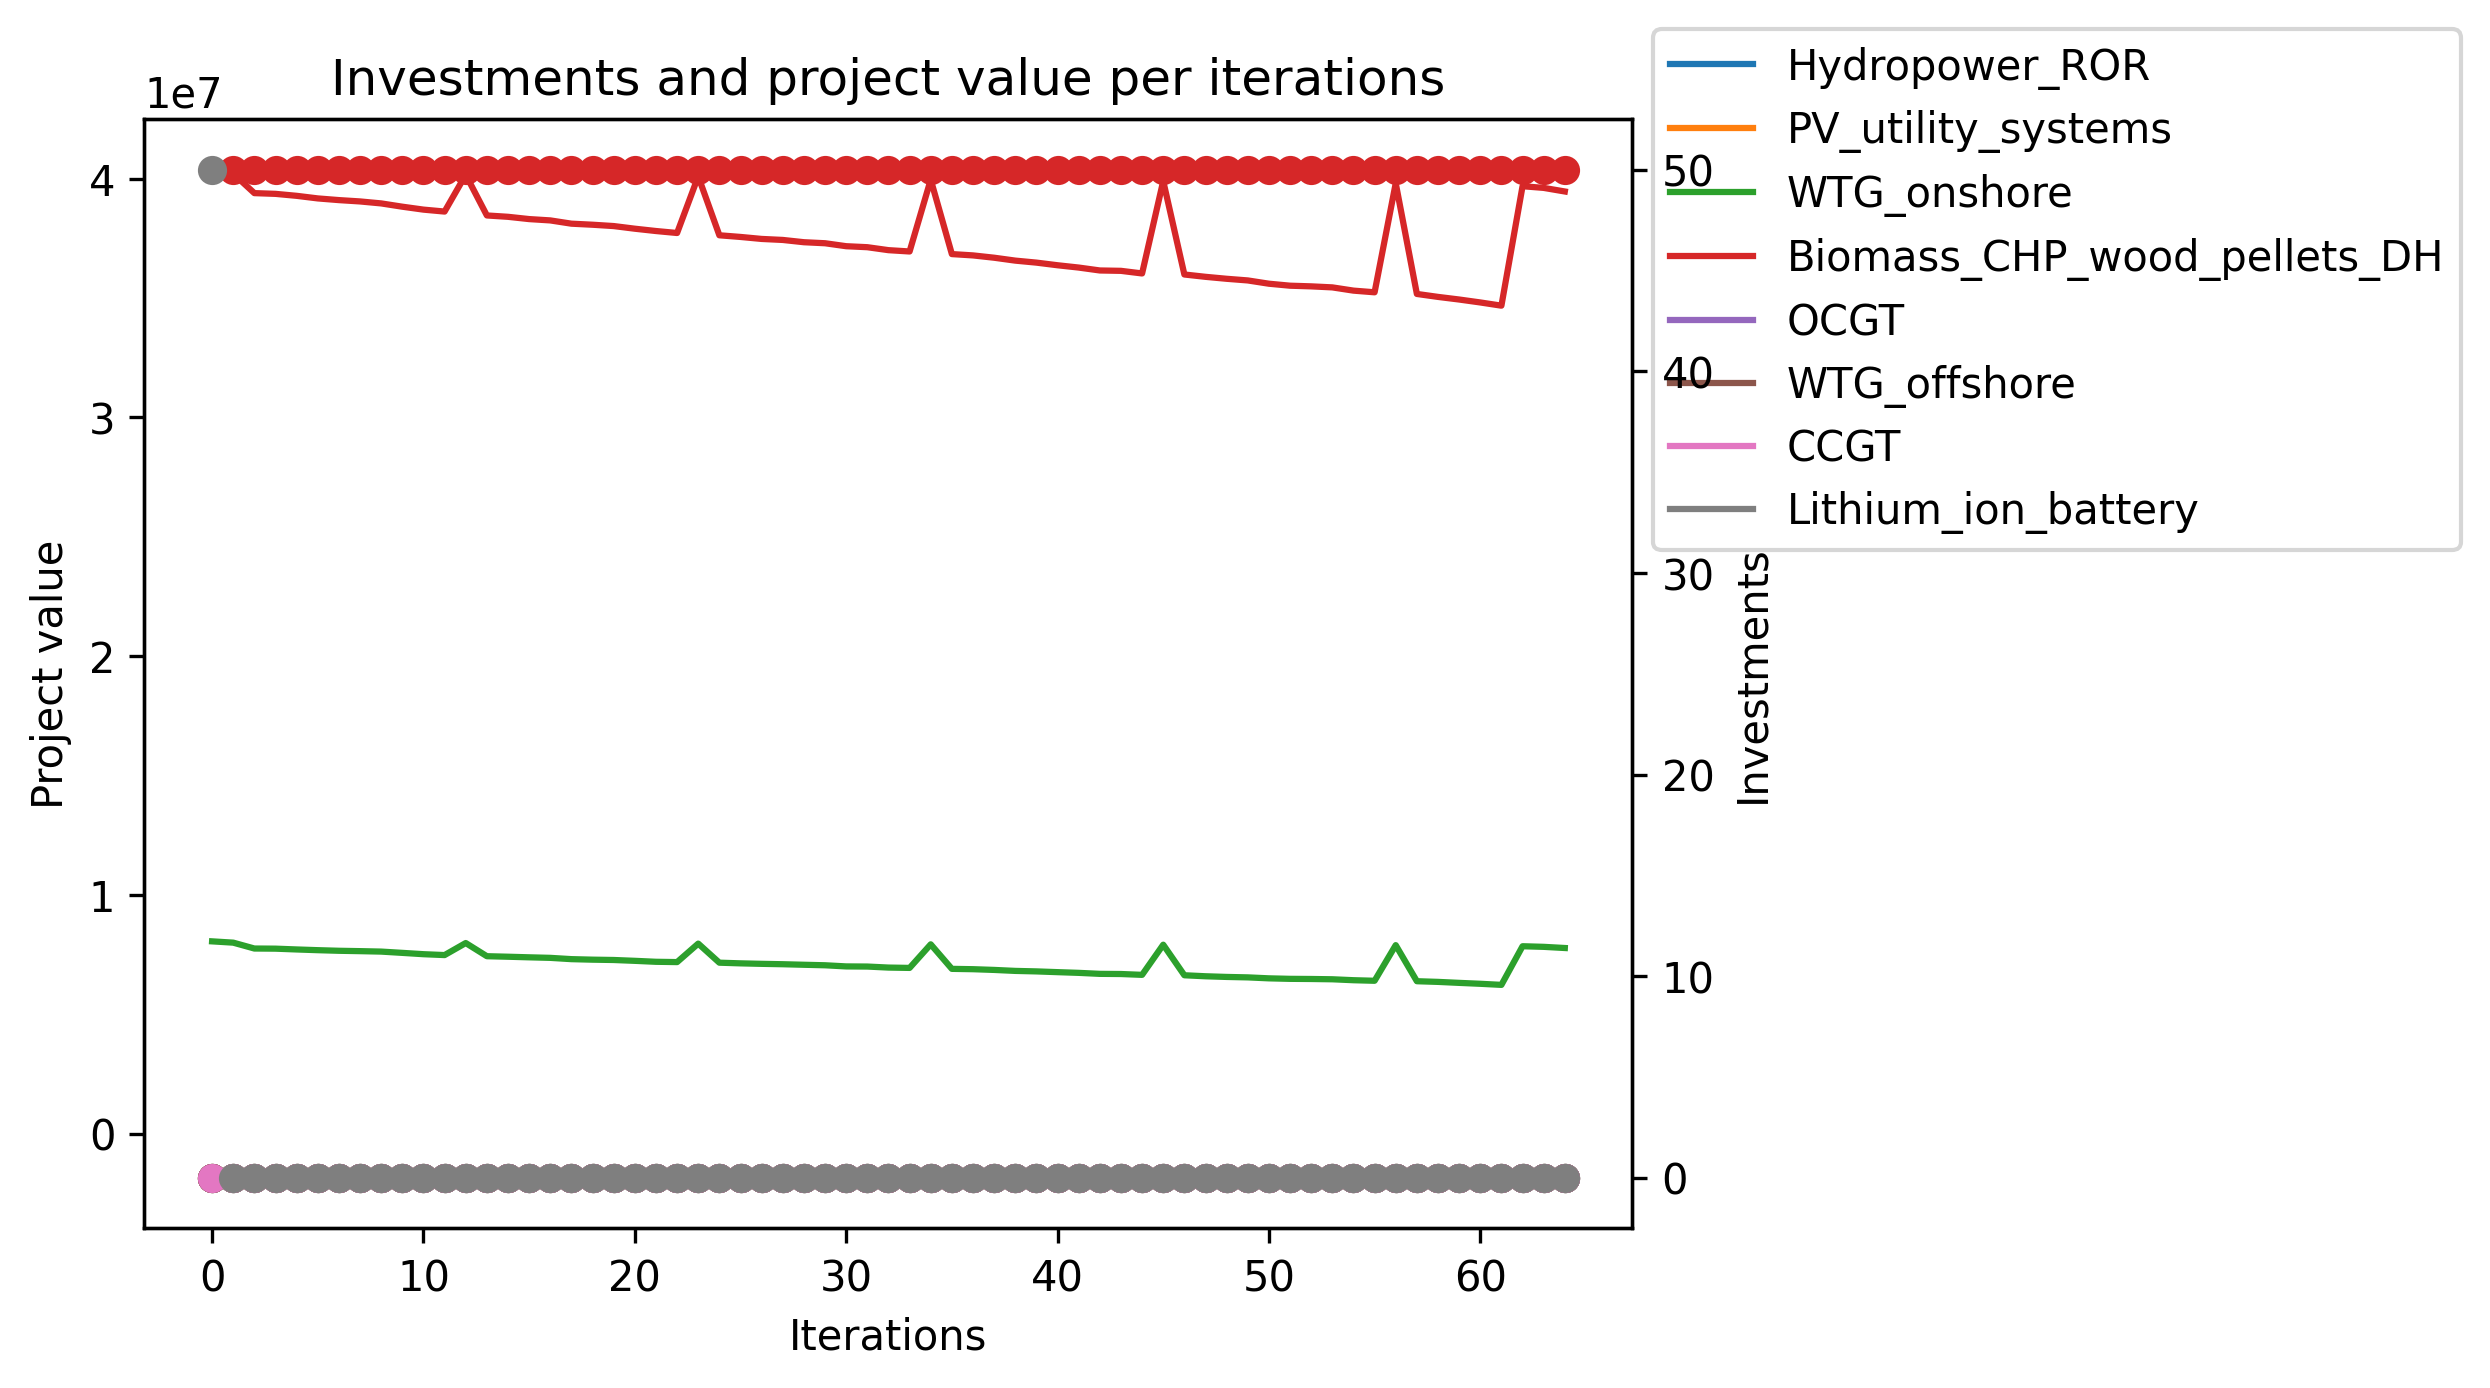 Investments and project value per iterations
1e7
4
3
2
1
0
Project value
0 10 20 30 40 50 60
Iterations
50
40
30
20
10
0
Investments
Hydropower_ROR
PV_utility_systems
WTG_onshore
Biomass_CHP_wood_pellets_DH
OCGT
WTG_offshore
CCGT
Lithium_ion_battery